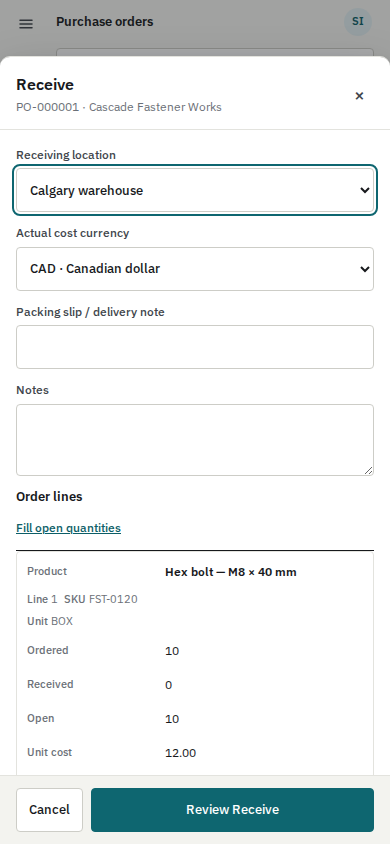 Purchase orders
SI
Receive
PO-000001 · Cascade Fastener Works
×
Receiving location
Calgary warehouse
Actual cost currency
CAD · Canadian dollar
Packing slip / delivery note
Notes
Order lines
Fill open quantities
Product Hex bolt — M8 × 40 mm
Line 1 SKU FST-0120
Unit BOX
Ordered 10
Received 0
Open 10
Unit cost 12.00
Cancel
Review Receive